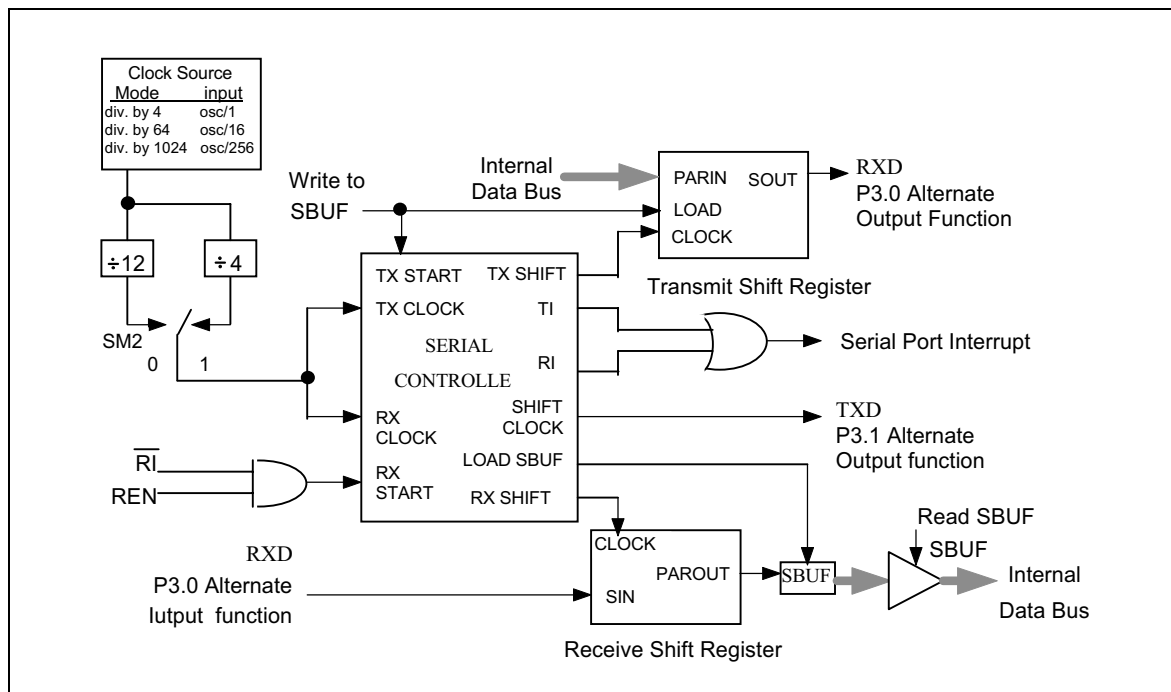 Clock Source
Mode input
div. by 4 osc/1
div. by 64 osc/16
div. by 1024 osc/256
÷12
÷4
SM2
0 1
Write to
SBUF
Internal
Data Bus
PARIN SOUT
LOAD
CLOCK
Transmit Shift Register
RXD
P3.0 Alternate
Output Function
TX START TX SHIFT
TX CLOCK TI
SERIAL
CONTROLLE
RI
RX
CLOCK
SHIFT
CLOCK
LOAD SBUF
RX
START
RX SHIFT
Serial Port Interrupt
TXD
P3.1 Alternate
Output function
R̅I̅
REN
RXD
P3.0 Alternate
lutput function
CLOCK
PAROUT
SIN
Receive Shift Register
SBUF
Read SBUF
SBUF
Internal
Data Bus